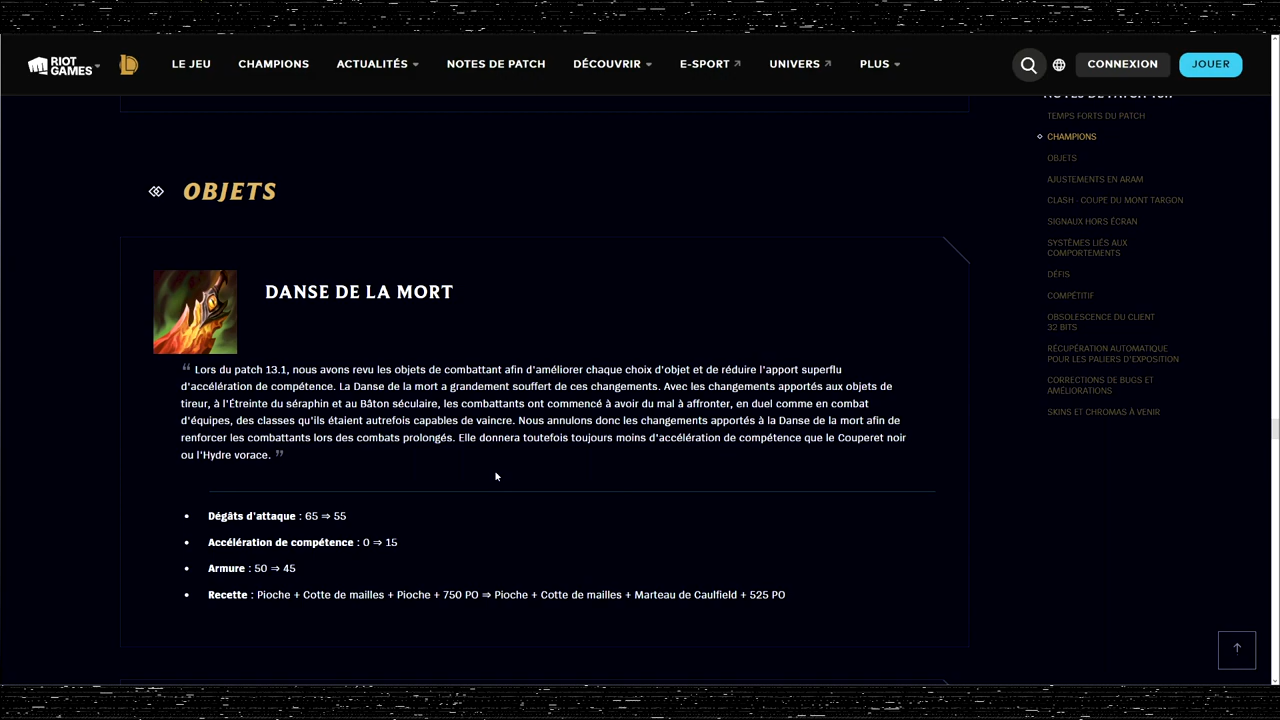 RIOT GAMES
LE JEU
CHAMPIONS
ACTUALITÉS
NOTES DE PATCH
DÉCOUVRIR
E-SPORT
UNIVERS
PLUS
CONNEXION
JOUER
OBJETS
DANSE DE LA MORT
“ Lors du patch 13.1, nous avons revu les objets de combattant afin d'améliorer chaque choix d'objet et de réduire l'apport superflu
d'accélération de compétence. La Danse de la mort a grandement souffert de ces changements. Avec les changements apportés aux objets de
tireur, à l'Étreinte du séraphin et au Bâton séculaire, les combattants ont commencé à avoir du mal à affronter, en duel comme en combat
d'équipes, des classes qu'ils étaient autrefois capables de vaincre. Nous annulons donc les changements apportés à la Danse de la mort afin de
renforcer les combattants lors des combats prolongés. Elle donnera toutefois toujours moins d'accélération de compétence que le Couperet noir
ou l'Hydre vorace. ”
• Dégâts d'attaque : 65 ⇒ 55
• Accélération de compétence : 0 ⇒ 15
• Armure : 50 ⇒ 45
• Recette : Pioche + Cotte de mailles + Pioche + 750 PO ⇒ Pioche + Cotte de mailles + Marteau de Caulfield + 525 PO
TEMPS FORTS DU PATCH
CHAMPIONS
OBJETS
AJUSTEMENTS EN ARAM
CLASH - COUPE DU MONT TARGON
SIGNAUX HORS ÉCRAN
SYSTÈMES LIÉS AUX
COMPORTEMENTS
DÉFIS
COMPÉTITIF
OBSOLESCENCE DU CLIENT
32 BITS
RÉCUPÉRATION AUTOMATIQUE
POUR LES PALIERS D'EXPOSITION
CORRECTIONS DE BUGS ET
AMÉLIORATIONS
SKINS ET CHROMAS À VENIR